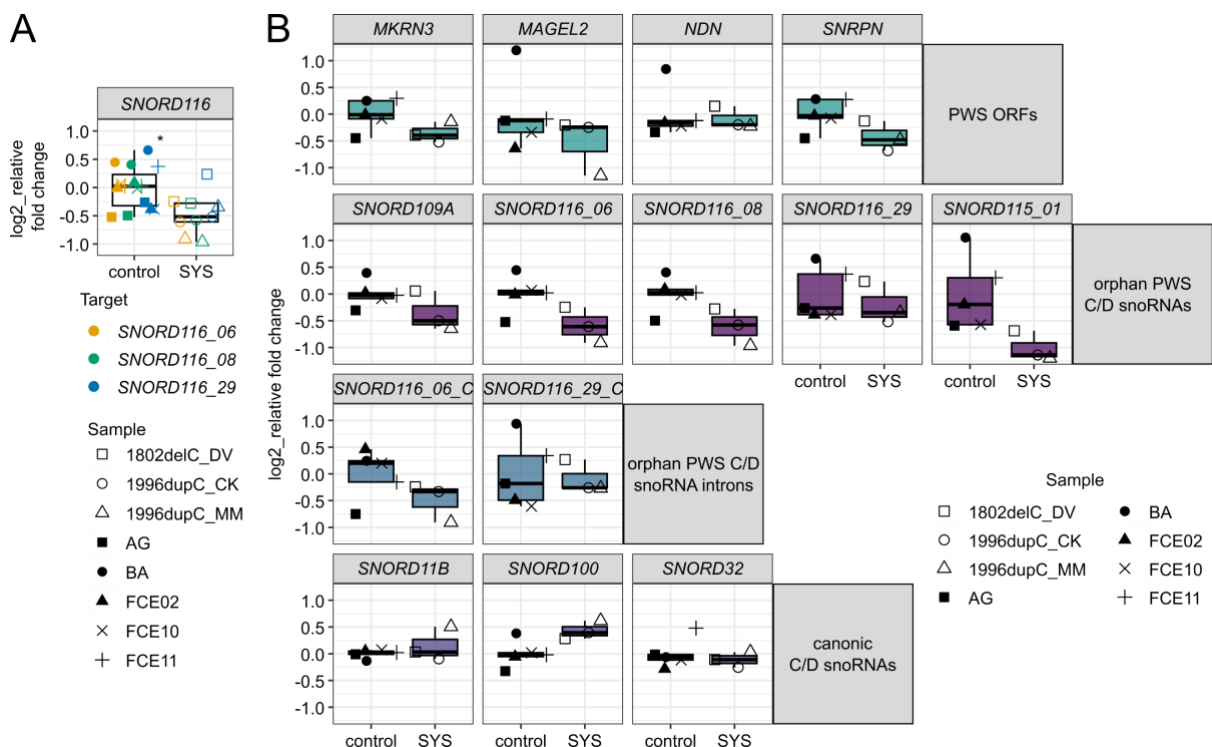 A
SNORD116
log2_relative
fold change
1.0
0.5
0.0
-0.5
-1.0
*
control SYS
Target
SNORD116_06
SNORD116_08
SNORD116_29
Sample
1802delC_DV
1996dupC_CK
1996dupC_MM
AG
BA
FCE02
FCE10
FCE11
B
log2_relative fold change
MKRN3 MAGEL2 NDN SNRPN
1.0
0.5
0.0
-0.5
-1.0
PWS ORFs
SNORD109A SNORD116_06 SNORD116_08 SNORD116_29 SNORD115_01
1.0
0.5
0.0
-0.5
-1.0
orphan PWS
C/D snoRNAs
control SYS control SYS
SNORD116_06_C SNORD116_29_C
1.0
0.5
0.0
-0.5
-1.0
orphan PWS C/D
snoRNA introns
SNORD11B SNORD100 SNORD32
1.0
0.5
0.0
-0.5
-1.0
canonic
C/D snoRNAs
control SYS control SYS control SYS
Sample
1802delC_DV
1996dupC_CK
1996dupC_MM
AG
BA
FCE02
FCE10
FCE11